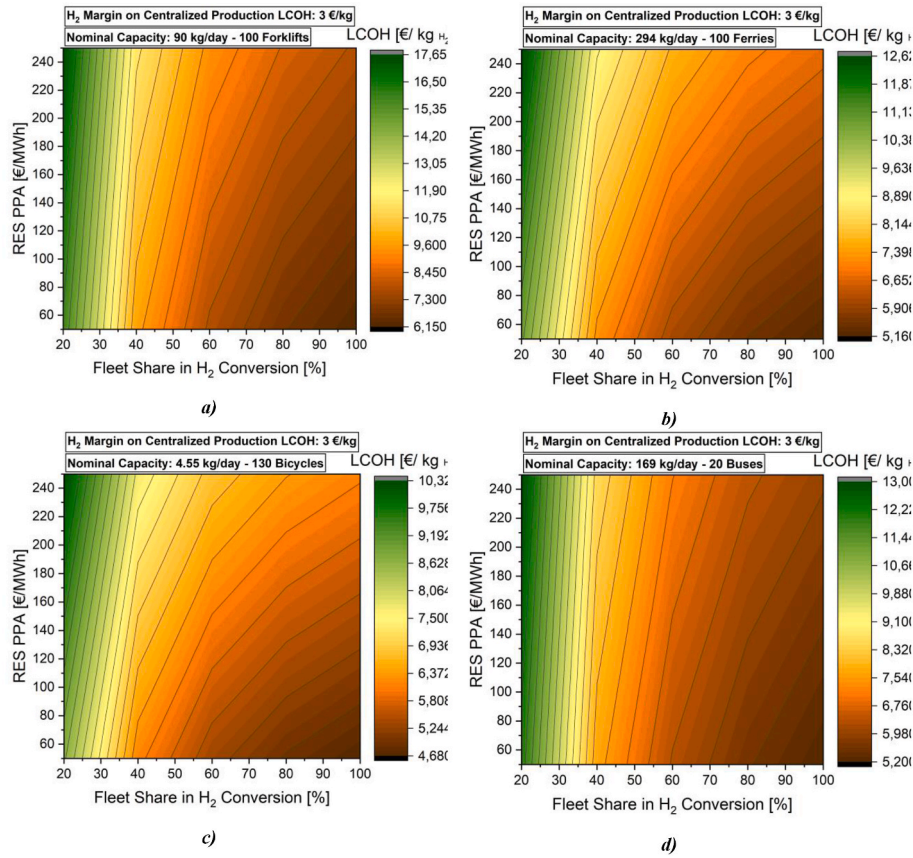 H₂ Margin on Centralized Production LCOH: 3 €/kg
Nominal Capacity: 90 kg/day - 100 Forklifts
LCOH [€/ kg H₂
17,65
16,50
15,35
14,20
13,05
11,90
10,75
9,600
8,450
7,300
6,150
RES PPA [€/MWh]
240
220
200
180
160
140
120
100
80
60
20 30 40 50 60 70 80 90 100
Fleet Share in H₂ Conversion [%]
a)
H₂ Margin on Centralized Production LCOH: 3 €/kg
Nominal Capacity: 294 kg/day - 100 Ferries
LCOH [€/ kg H
12,62
11,87
10,13
9,638
8,890
8,144
7,398
6,652
5,906
5,160
RES PPA [€/MWh]
240
220
200
180
160
140
120
100
80
60
20 30 40 50 60 70 80 90 100
Fleet Share in H₂ Conversion [%]
b)
H₂ Margin on Centralized Production LCOH: 3 €/kg
Nominal Capacity: 4.55 kg/day - 130 Bicycles
LCOH [€/ kg H
10,32
9,756
9,192
8,628
8,064
7,500
6,936
6,372
5,808
5,244
4,680
RES PPA [€/MWh]
240
220
200
180
160
140
120
100
80
60
20 30 40 50 60 70 80 90 100
Fleet Share in H₂ Conversion [%]
c)
H₂ Margin on Centralized Production LCOH: 3 €/kg
Nominal Capacity: 169 kg/day - 20 Buses
LCOH [€/ kg H
13,00
12,22
11,44
10,66
9,880
9,100
8,320
7,540
6,760
5,980
5,200
RES PPA [€/MWh]
240
220
200
180
160
140
120
100
80
60
20 30 40 50 60 70 80 90 100
Fleet Share in H₂ Conversion [%]
d)